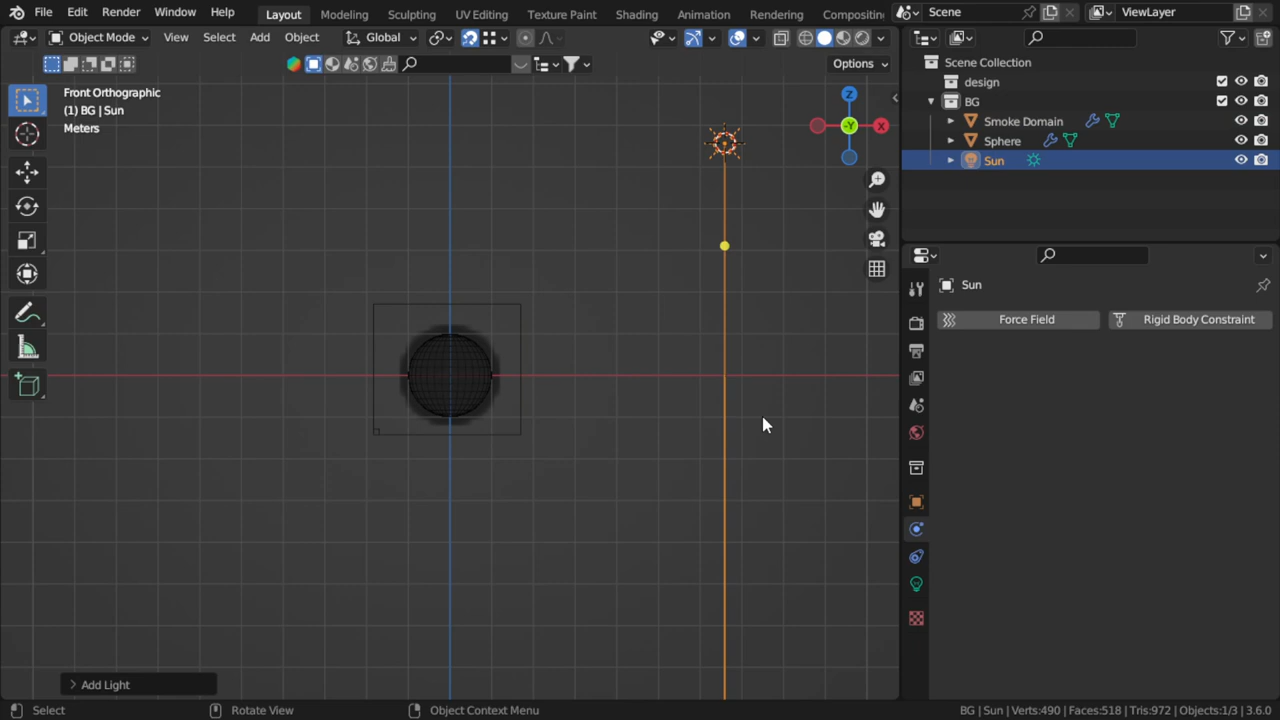 File Edit Render Window Help Layout Modeling Sculpting UV Editing Texture Paint Shading Animation Rendering Compositing Scene ViewLayer
Object Mode View Select Add Object Global
Options
Front Orthographic
(1) BG | Sun
Meters
Z
-Y
X
Scene Collection
design
BG
Smoke Domain
Sphere
Sun
Sun
Force Field Rigid Body Constraint
Add Light
Select Rotate View Object Context Menu BG | Sun | Verts:490 | Faces:518 | Tris:972 | Objects:1/3 | 3.6.0